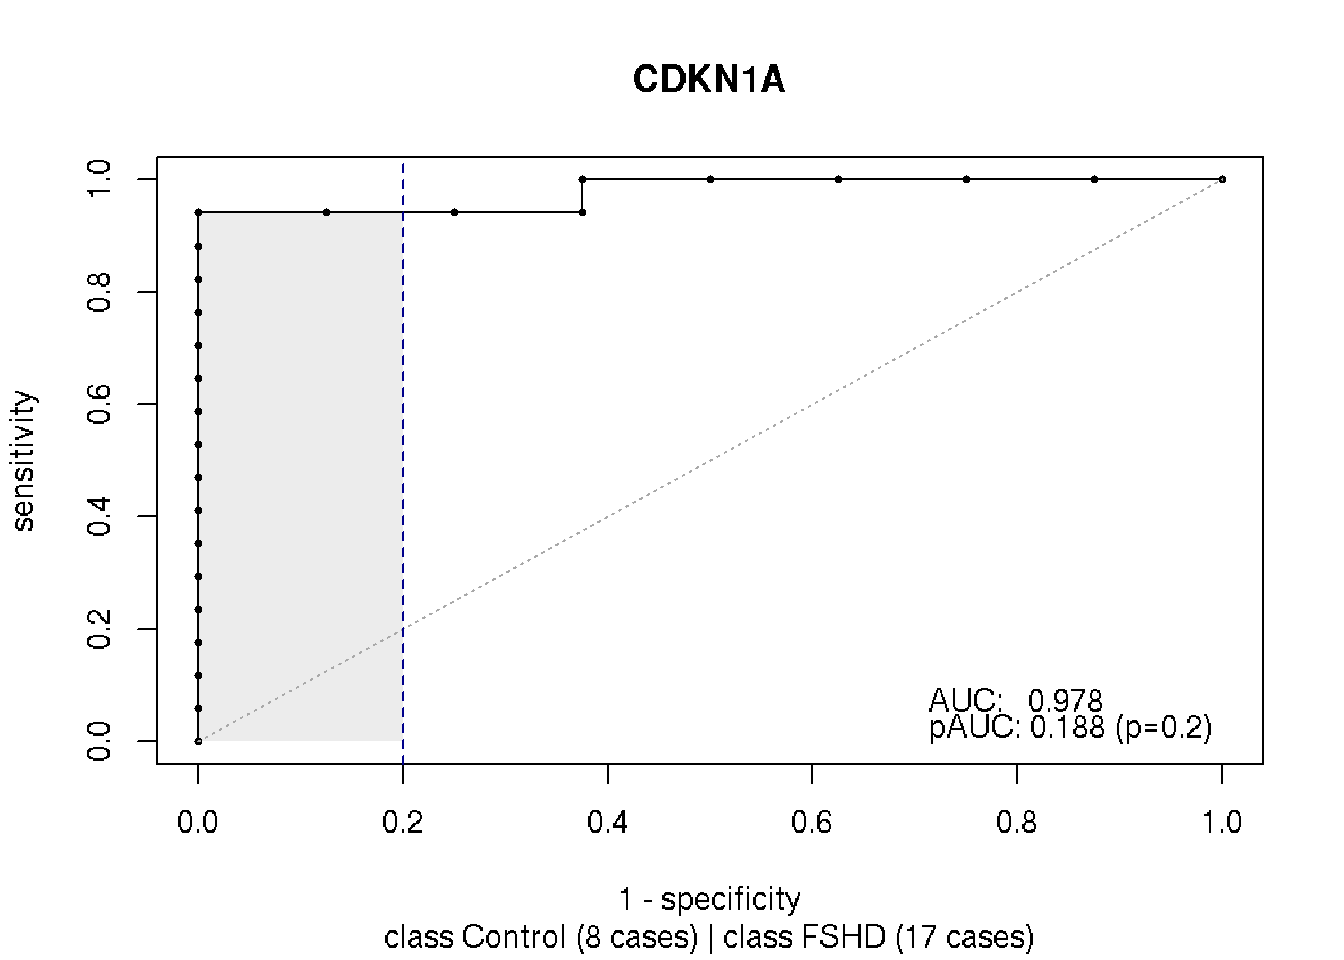 CDKN1A
sensitivity
1.0
0.8
0.6
0.4
0.2
0.0
AUC: 0.978
pAUC: 0.188 (p=0.2)
0.0 0.2 0.4 0.6 0.8 1.0
1 - specificity
class Control (8 cases) | class FSHD (17 cases)